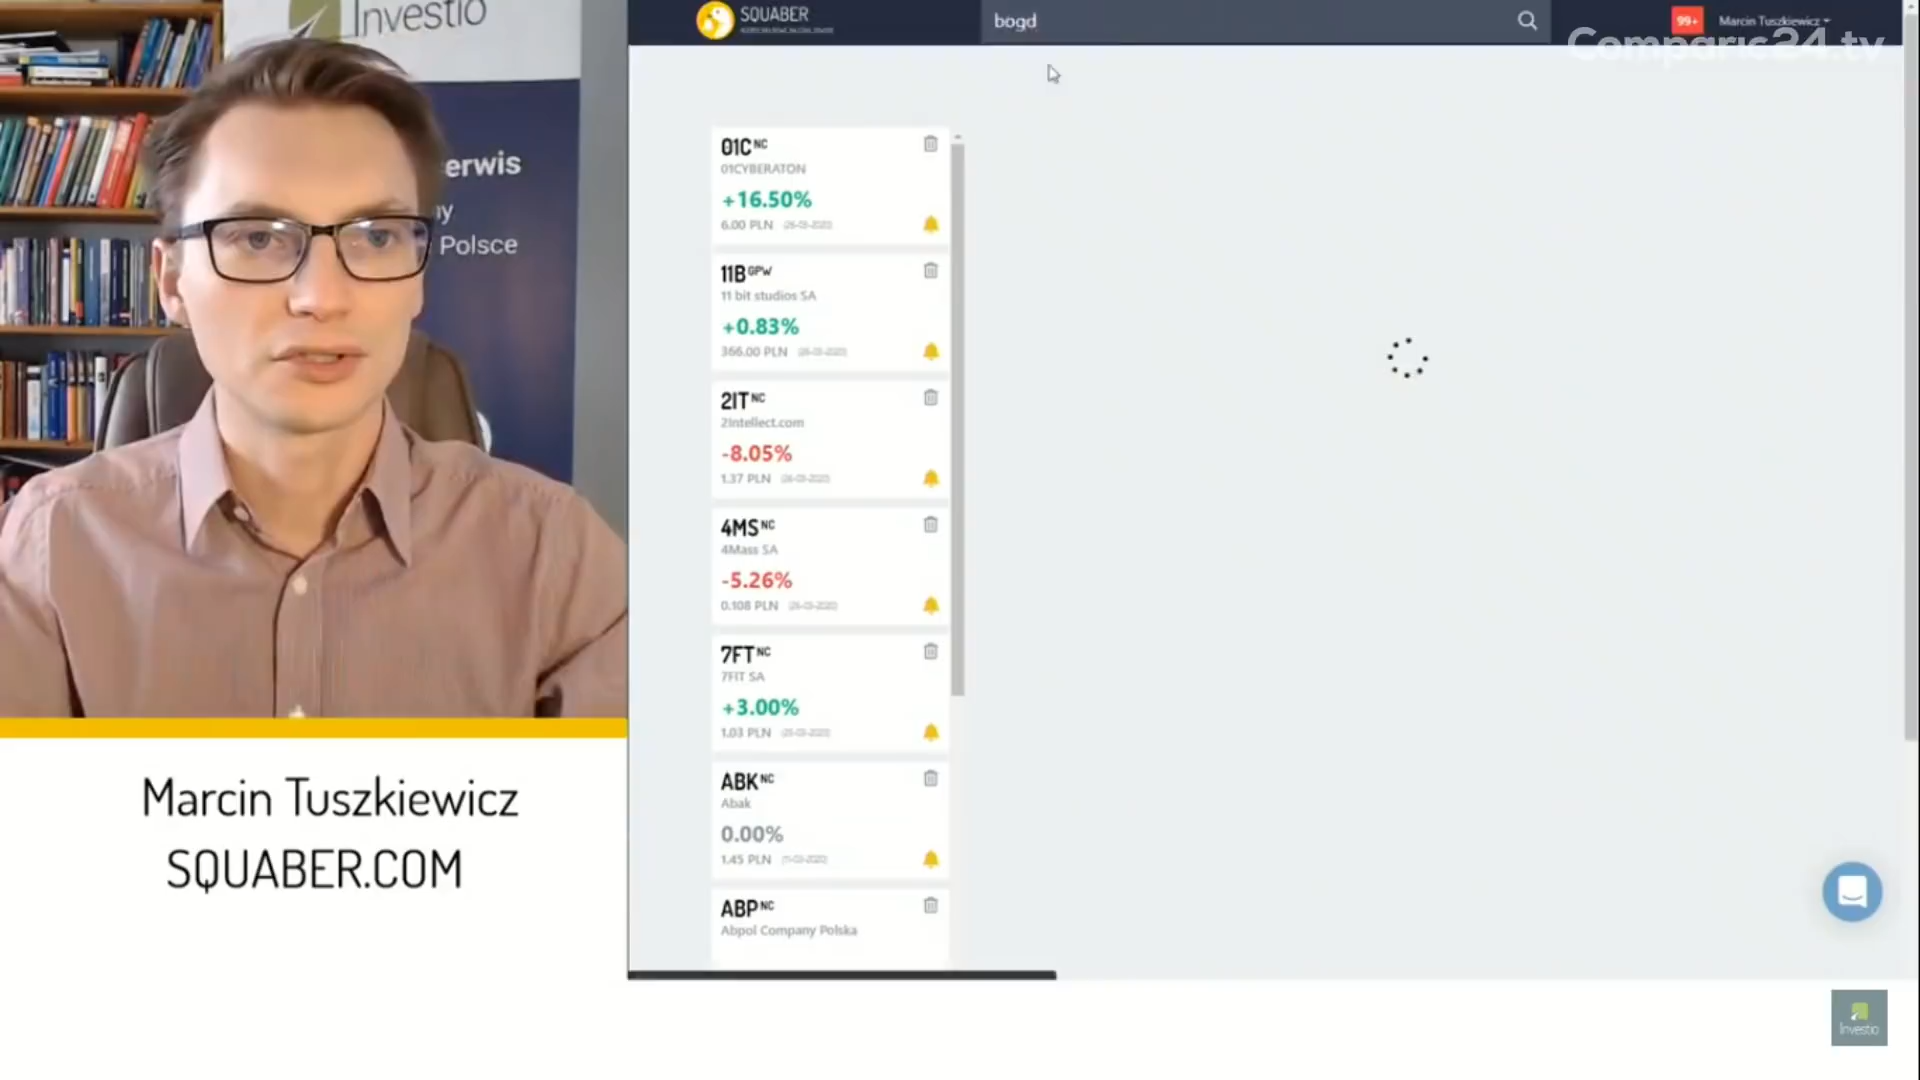 Investio
erwis
y
Polsce
Marcin Tuszkiewicz
SQUABER.COM
SQUABER
bogd
99+
Marcin Tuszkiewicz
Comparic24.tv
01C NC
01CYBERATON
+16.50%
6.00 PLN
11B GPW
11 bit studios SA
+0.83%
366.00 PLN
2IT NC
2Intellect.com
-8.05%
1.37 PLN
4MS NC
4Mass SA
-5.26%
0.108 PLN
7FT NC
7FIT SA
+3.00%
1.03 PLN
ABK NC
Abak
0.00%
1.45 PLN
ABP NC
Abpol Company Polska
Investio